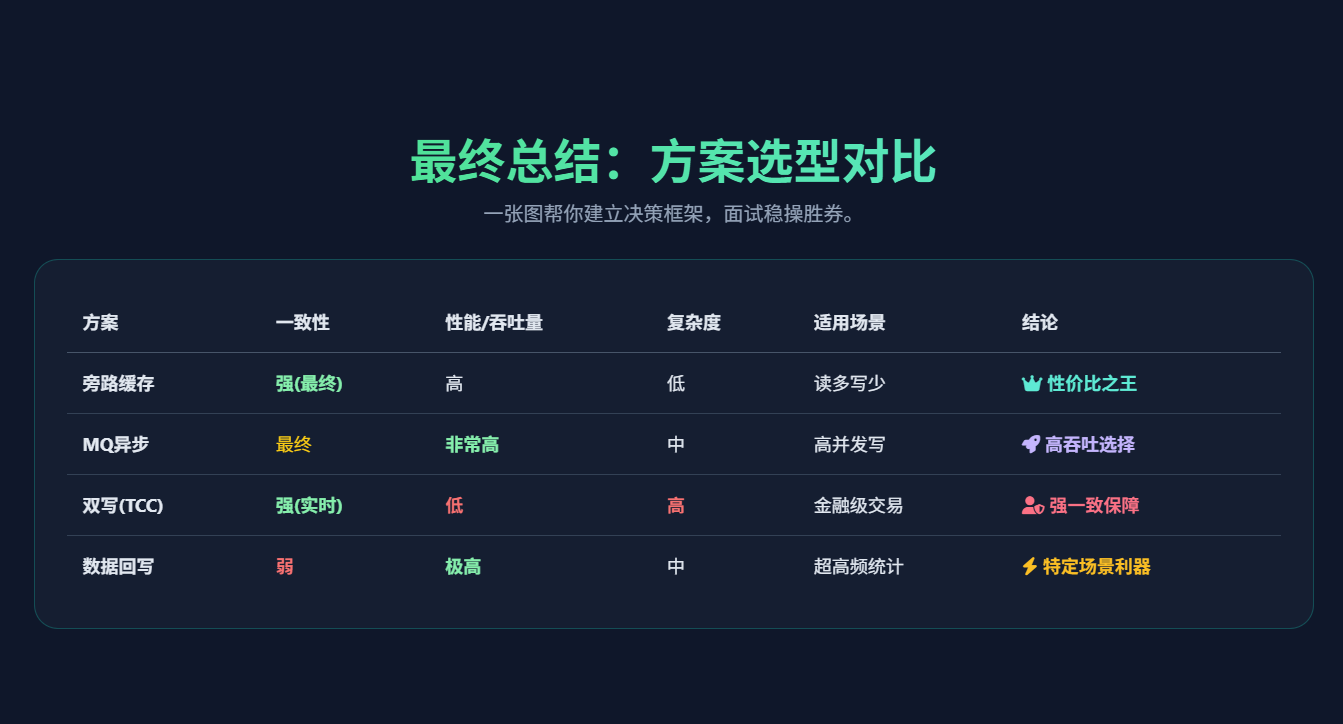 最终总结：方案选型对比
一张图帮你建立决策框架，面试稳操胜券。
方案 一致性 性能/吞吐量 复杂度 适用场景 结论
旁路缓存 强(最终) 高 低 读多写少 性价比之王
MQ异步 最终 非常高 中 高并发写 高吞吐选择
双写(TCC) 强(实时) 低 高 金融级交易 强一致保障
数据回写 弱 极高 中 超高频统计 特定场景利器